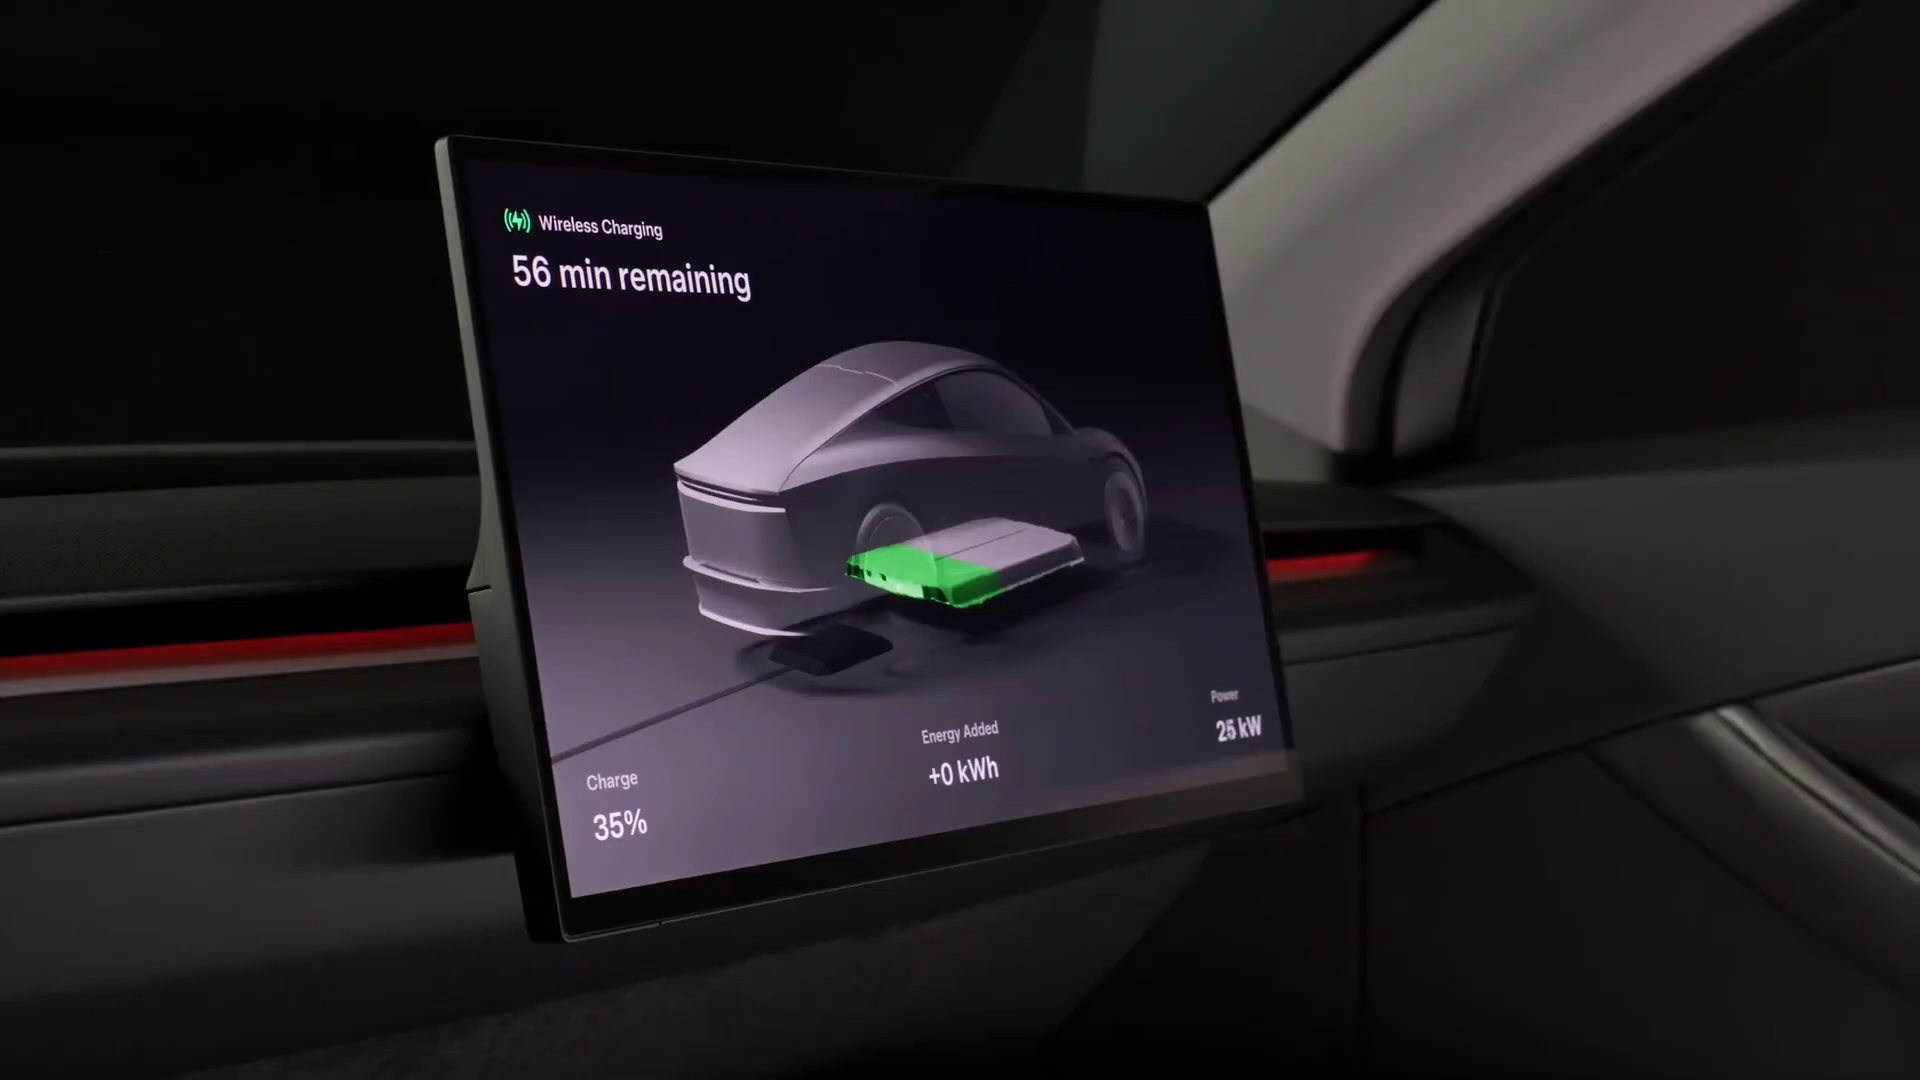 Wireless Charging
56 min remaining
Charge
35%
Energy Added
+0 kWh
Power
25 kW